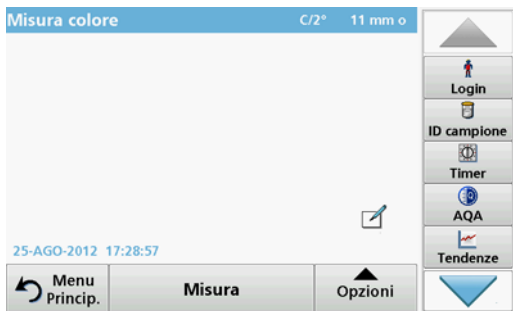 Misura colore C/2° 11 mm o
Login
ID campione
Timer
AQA
Tendenze
25-AGO-2012 17:28:57
Menu
Princip.
Misura
Opzioni